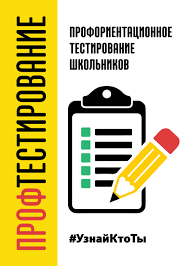 ПРОФТЕСТИРОВАНИЕ
ПРОФОРИЕНТАЦИОННОЕ
ТЕСТИРОВАНИЕ
ШКОЛЬНИКОВ
#УзнайКтоТы